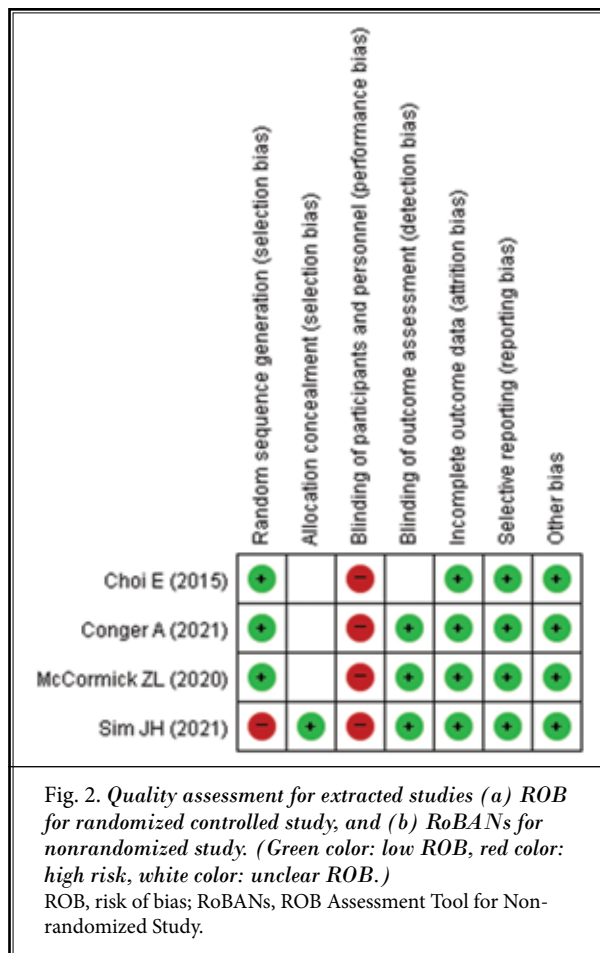 Random sequence generation (selection bias)
Allocation concealment (selection bias)
Blinding of participants and personnel (performance bias)
Blinding of outcome assessment (detection bias)
Incomplete outcome data (attrition bias)
Selective reporting (reporting bias)
Other bias
Choi E (2015) + − + + +
Conger A (2021) + − + + + +
McCormick ZL (2020) + − + + + +
Sim JH (2021) − + − + + + +
Fig. 2. Quality assessment for extracted studies (a) ROB
for randomized controlled study, and (b) RoBANs for
nonrandomized study. (Green color: low ROB, red color:
high risk, white color: unclear ROB.)
ROB, risk of bias; RoBANs, ROB Assessment Tool for Non-
randomized Study.